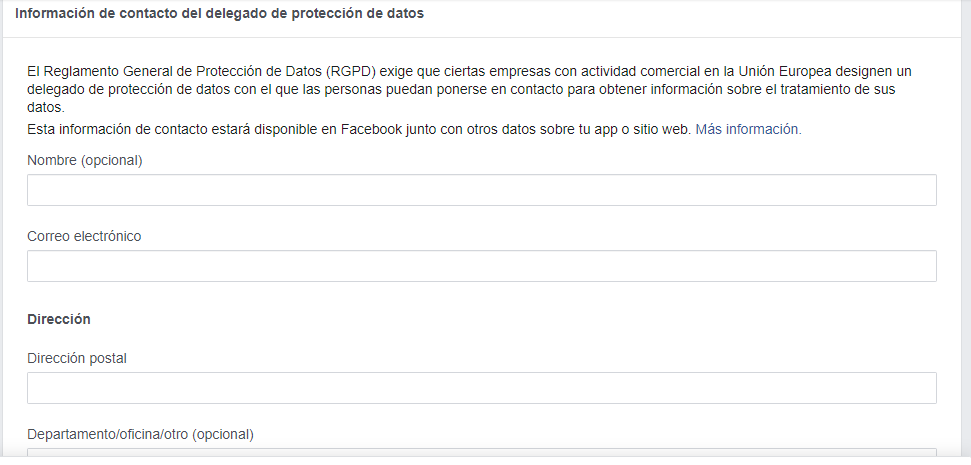 Información de contacto del delegado de protección de datos
El Reglamento General de Protección de Datos (RGPD) exige que ciertas empresas con actividad comercial en la Unión Europea designen un
delegado de protección de datos con el que las personas puedan ponerse en contacto para obtener información sobre el tratamiento de sus
datos.
Esta información de contacto estará disponible en Facebook junto con otros datos sobre tu app o sitio web. Más información.
Nombre (opcional)
Correo electrónico
Dirección
Dirección postal
Departamento/oficina/otro (opcional)